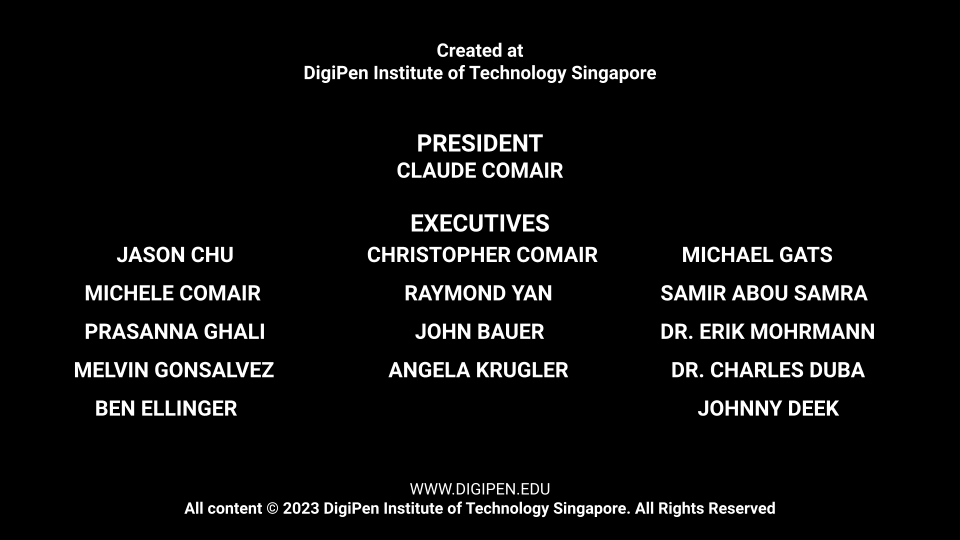 Created at
DigiPen Institute of Technology Singapore
PRESIDENT
CLAUDE COMAIR
EXECUTIVES
JASON CHU CHRISTOPHER COMAIR MICHAEL GATS
MICHELE COMAIR RAYMOND YAN SAMIR ABOU SAMRA
PRASANNA GHALI JOHN BAUER DR. ERIK MOHRMANN
MELVIN GONSALVEZ ANGELA KRUGLER DR. CHARLES DUBA
BEN ELLINGER JOHNNY DEEK
WWW.DIGIPEN.EDU
All content © 2023 DigiPen Institute of Technology Singapore. All Rights Reserved